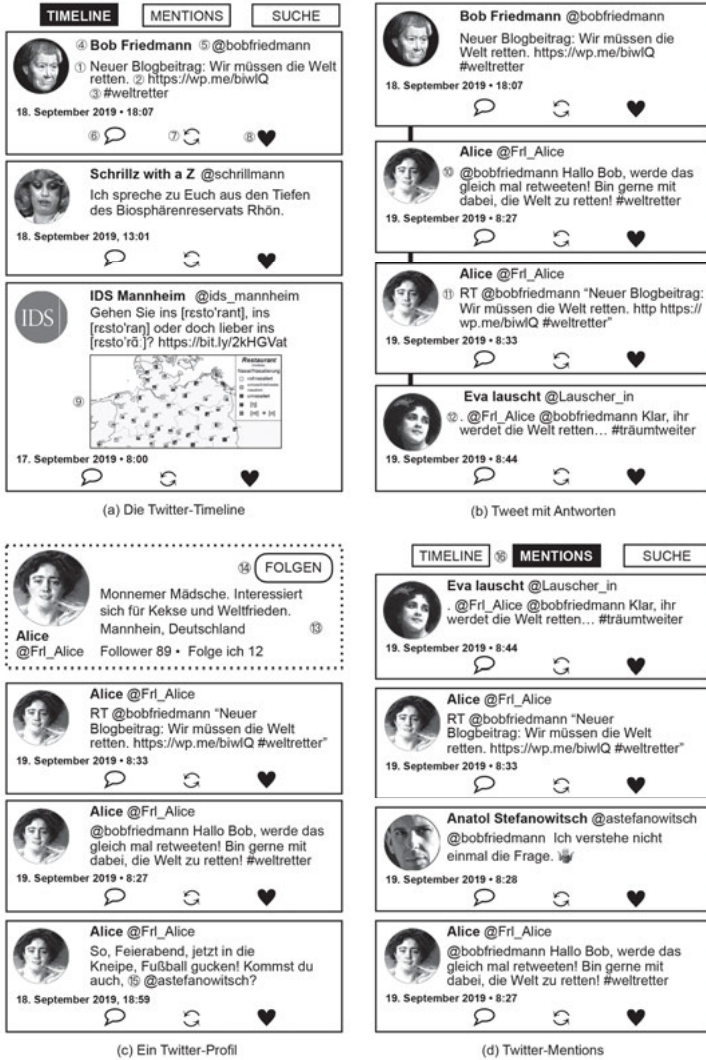 TIMELINE MENTIONS SUCHE
④ Bob Friedmann ⑤ @bobfriedmann
① Neuer Blogbeitrag: Wir müssen die Welt
retten. ② https://wp.me/biwlQ
③ #weltretter
18. September 2019 • 18:07
⑥ ⑦ ⑧
Schrillz with a Z @schrillmann
Ich spreche zu Euch aus den Tiefen
des Biosphärenreservats Rhön.
18. September 2019, 13:01
IDS
IDS Mannheim @ids_mannheim
Gehen Sie ins [rɛsto'rant], ins
[rɛsto'raŋ] oder doch lieber ins
[rɛsto'rɑ̃:]? https://bit.ly/2kHGVat
⑨
Restaurant
17. September 2019 • 8:00
(a) Die Twitter-Timeline
Bob Friedmann @bobfriedmann
Neuer Blogbeitrag: Wir müssen die
Welt retten. https://wp.me/biwlQ
#weltretter
18. September 2019 • 18:07
Alice @Frl_Alice
⑩ @bobfriedmann Hallo Bob, werde das
gleich mal retweeten! Bin gerne mit
dabei, die Welt zu retten! #weltretter
19. September 2019 • 8:27
Alice @Frl_Alice
⑪ RT @bobfriedmann “Neuer Blogbeitrag:
Wir müssen die Welt retten. http https://
wp.me/biwlQ #weltretter”
19. September 2019 • 8:33
Eva lauscht @Lauscher_in
⑫ . @Frl_Alice @bobfriedmann Klar, ihr
werdet die Welt retten… #träumtweiter
19. September 2019 • 8:44
(b) Tweet mit Antworten
⑭ FOLGEN
Monnemer Mädsche. Interessiert
sich für Kekse und Weltfrieden.
Mannhein, Deutschland ⑬
Alice
@Frl_Alice Follower 89 • Folge ich 12
Alice @Frl_Alice
RT @bobfriedmann “Neuer
Blogbeitrag: Wir müssen die Welt
retten. https://wp.me/biwlQ #weltretter”
19. September 2019 • 8:33
Alice @Frl_Alice
@bobfriedmann Hallo Bob, werde das
gleich mal retweeten! Bin gerne mit
dabei, die Welt zu retten! #weltretter
19. September 2019 • 8:27
Alice @Frl_Alice
So, Feierabend, jetzt in die
Kneipe, Fußball gucken! Kommst du
auch, ⑮ @astefanowitsch?
18. September 2019, 18:59
(c) Ein Twitter-Profil
TIMELINE ⑯ MENTIONS SUCHE
Eva lauscht @Lauscher_in
. @Frl_Alice @bobfriedmann Klar, ihr
werdet die Welt retten… #träumtweiter
19. September 2019 • 8:44
Alice @Frl_Alice
RT @bobfriedmann “Neuer
Blogbeitrag: Wir müssen die Welt
retten. https://wp.me/biwlQ #weltretter”
19. September 2019 • 8:33
Anatol Stefanowitsch @astefanowitsch
@bobfriedmann Ich verstehe nicht
einmal die Frage. 👋
19. September 2019 • 8:28
Alice @Frl_Alice
@bobfriedmann Hallo Bob, werde das
gleich mal retweeten! Bin gerne mit
dabei, die Welt zu retten! #weltretter
19. September 2019 • 8:27
(d) Twitter-Mentions